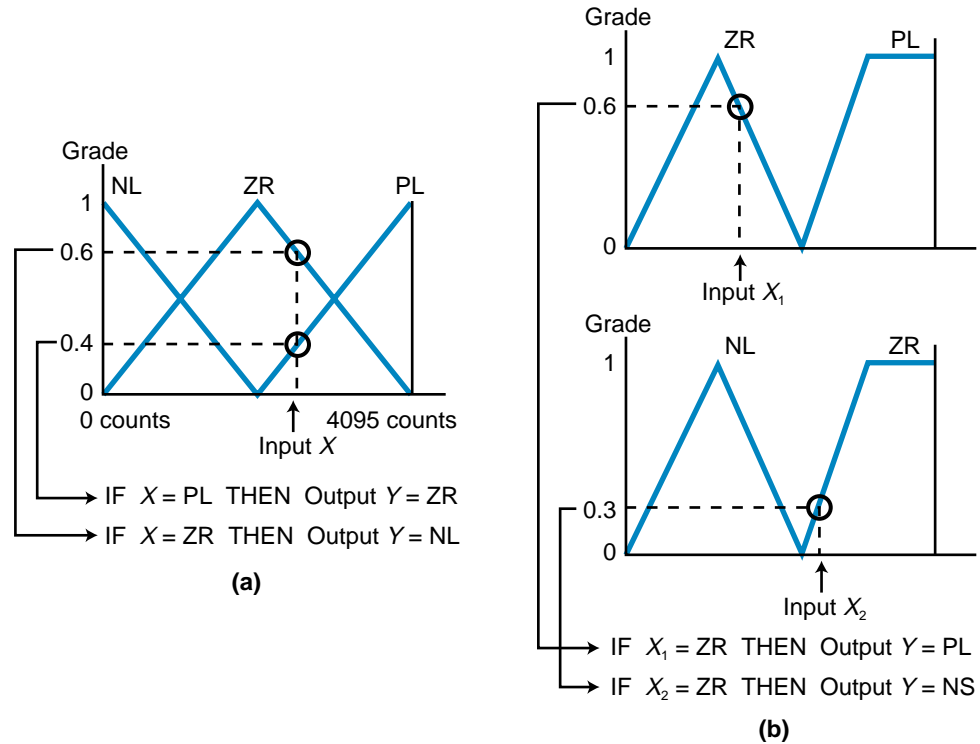 Grade
NL ZR PL
1
0.6
0.4
0
0 counts 4095 counts
Input X
IF X = PL THEN Output Y = ZR
IF X = ZR THEN Output Y = NL
(a)
Grade
ZR PL
1
0.6
0
Input X₁
Grade
NL ZR
1
0.3
0
Input X₂
IF X₁ = ZR THEN Output Y = PL
IF X₂ = ZR THEN Output Y = NS
(b)